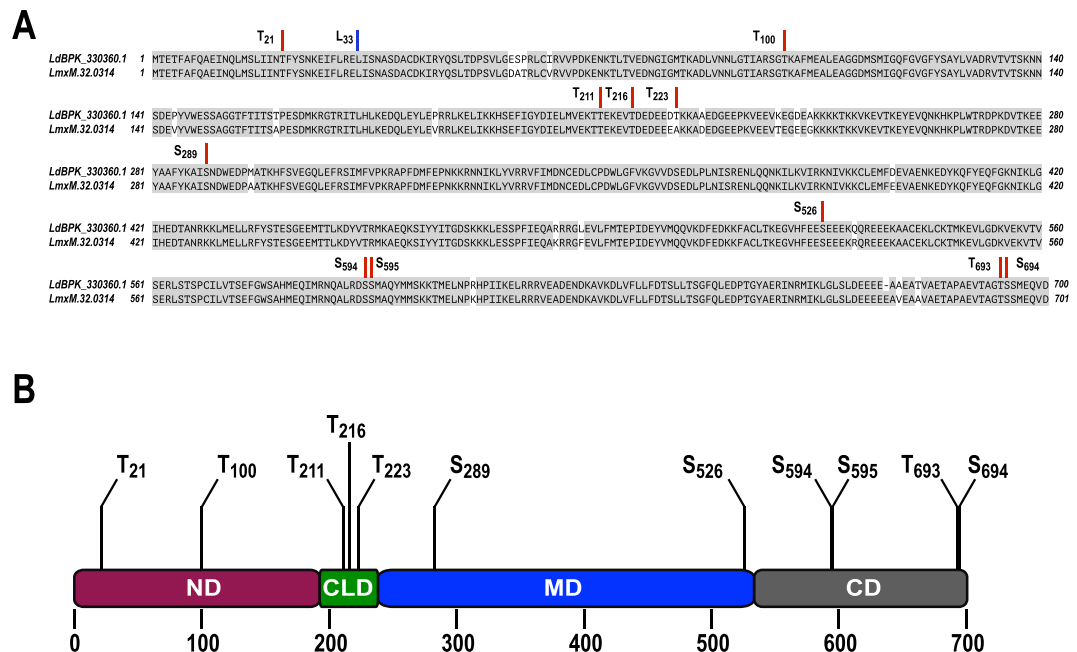 A
T21 L33 T100
LdBPK_330360.1 1 MTETFAFQAEINQLMSLIINTFYSNKEIFLRELISNASDACDKIRYQSLTDPSVLGESPRLCIRVVPDKENKTLTVEDNGIGMTKADLVNNLGTIARSGTKAFMEALEAGGDMSMIGQFGVGFYSAYLVADRVTVTSKNN 140
LmxM.32.0314 1 MTETFAFQAEINQLMSLIINTFYSNKEIFLRELISNASDACDKIRYQSLTDPSVLGDATRLCVRVVPDKENKTLTVEDNGIGMTKADLVNNLGTIARSGTKAFMEALEAGGDMSMIGQFGVGFYSAYLVADRVTVTSKNN 140
T211 T216 T223
LdBPK_330360.1 141 SDEPYVWESSAGGTFTITSTPESDMKRGTRITLHLKEDQLEYLEPRRLKELIKKHSEFIGYDIELMVEKTTEKEVTDEDEEDTKKAAEDGEEPKVEEVKEGDEAKKKKTKKVKEVTKEYEVQNKHKPLWTRDPKDVTKEE 280
LmxM.32.0314 141 SDEVYVWESSAGGTFTITSAPESDMKRGTRITLHLKEDQLEYLEARRLKELIKKHSEFIGYDIELMVEKTTEKEVTDEDEEEAKKADEDGEEPKVEEVTEGEEGKKKKTKKVKEVTKEYEVQNKHKPLWTRDPKDVTKEE 280
S289
LdBPK_330360.1 281 YAAFYKAISNDWEDPMATKHFSVEGQLEFRSIMFVPKRAPFDMFEPNKKRNNIKLYVRRVFIMDNCEDLCPDWLGFVKGVVDSEDLPLNISRENLQQNKILKVIRKNIVKKCLEMFDEVAENKEDYKQFYEQFGKNIKLG 420
LmxM.32.0314 281 YAAFYKAISNDWEDPAATKHFSVEGQLEFRSIMFVPKRAPFDMFEPNKKRNNIKLYVRRVFIMDNCEDLCPDWLGFVKGVVDSEDLPLNISRENLQQNKILKVIRKNIVKKCLEMFEEVAENKEDYKQFYEQFGKNIKLG 420
S526
LdBPK_330360.1 421 IHEDTANRKKLMELLRFYSTESGEEMTTLKDYVTRMKAEQKSIYYITGDSKKKLESSPFIEQARRRGLEVLFMTEPIDEYVMQQVKDFEDKKFACLTKEGVHFEESEEEKQQREEEKAACEKLCKTMKEVLGDKVEKVTV 560
LmxM.32.0314 421 IHEDTANRKKLMELLRFYSTESGEEMTTLKDYVTRMKAEQKSIYYITGDSKKKLESSPFIEQAKRRGFEVLFMTEPIDEYVMQQVKDFEDKKFACLTKEGVHFEESEEEKRQREEEKAACEKLCKTMKEVLGDKVEKVTV 560
S594 S595 T693 S694
LdBPK_330360.1 561 SERLSTSPCILVTSEFGWSAHMEQIMRNQALRDSSMAQYMMSKKTMELNPRHPIIKELRRRVEADENDKAVKDLVFLLFDTSLLTSGFQLEDPTGYAERINRMIKLGLSLDEEEE-AAEATVAETAPAEVTAGTSSMEQVD 700
LmxM.32.0314 561 SERLSTSPCILVTSEFGWSAHMEQIMRNQALRDSSMAQYMMSKKTMELNPKHPIIKELRRRVEADENDKAVKDLVFLLFDTSLLTSGFQLEDPTGYAERINRMIKLGLSLDEEEEEAVEAAVAETAPAEVTAGTSSMEQVD 701
B
T216
T21 T100 T211 T223 S289 S526 S594 S595 T693 S694
ND CLD MD CD
0 100 200 300 400 500 600 700